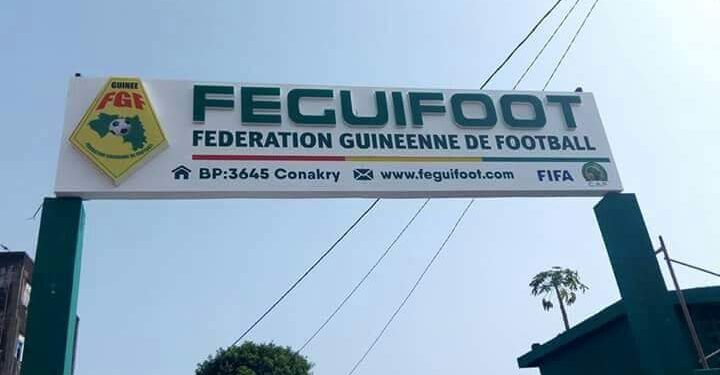 GUINEE
FGF
FEGUIFOOT
FEDERATION GUINEENNE DE FOOTBALL
BP:3645 Conakry www.feguifoot.com FIFA
C.A.F